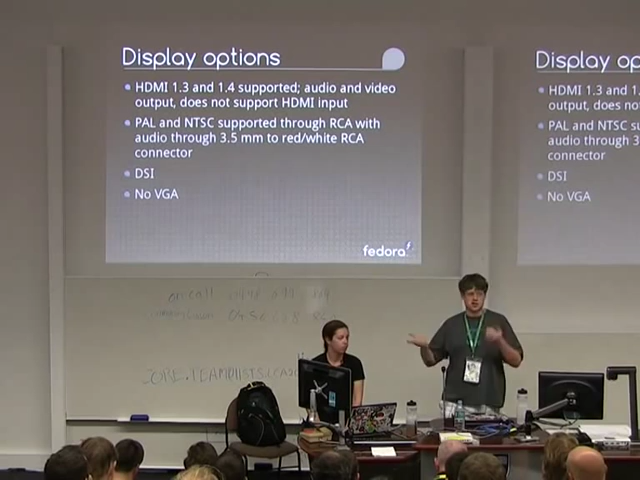 Display options
HDMI 1.3 and 1.4 supported; audio and video
output, does not support HDMI input
PAL and NTSC supported through RCA with
audio through 3.5 mm to red/white RCA
connector
DSI
No VGA
fedora
Display op
HDMI 1.3 and 1.
output, does no
PAL and NTSC su
audio through 3
connector
DSI
No VGA